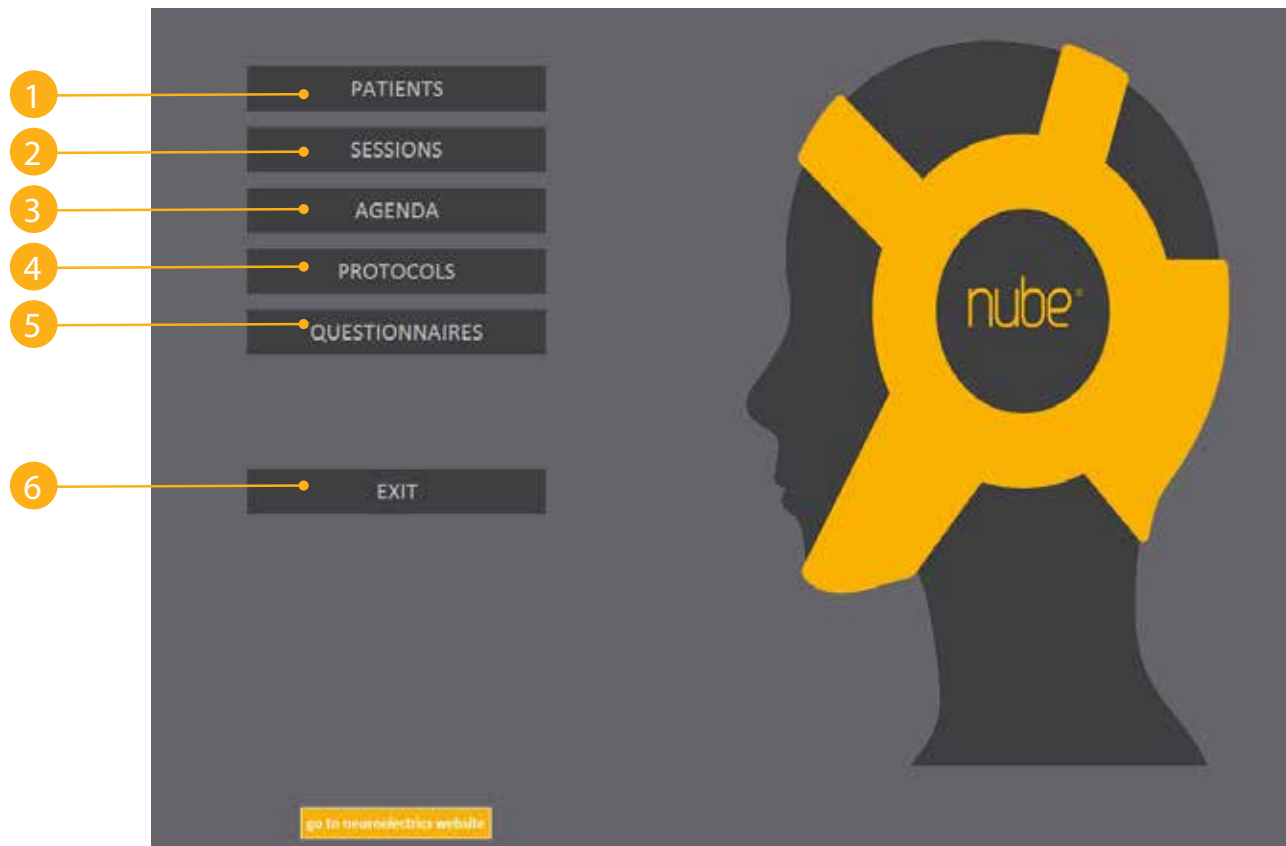 1
PATIENTS
2
SESSIONS
3
AGENDA
4
PROTOCOLS
5
QUESTIONNAIRES
nube®
6
EXIT
go to neuroelectrics website